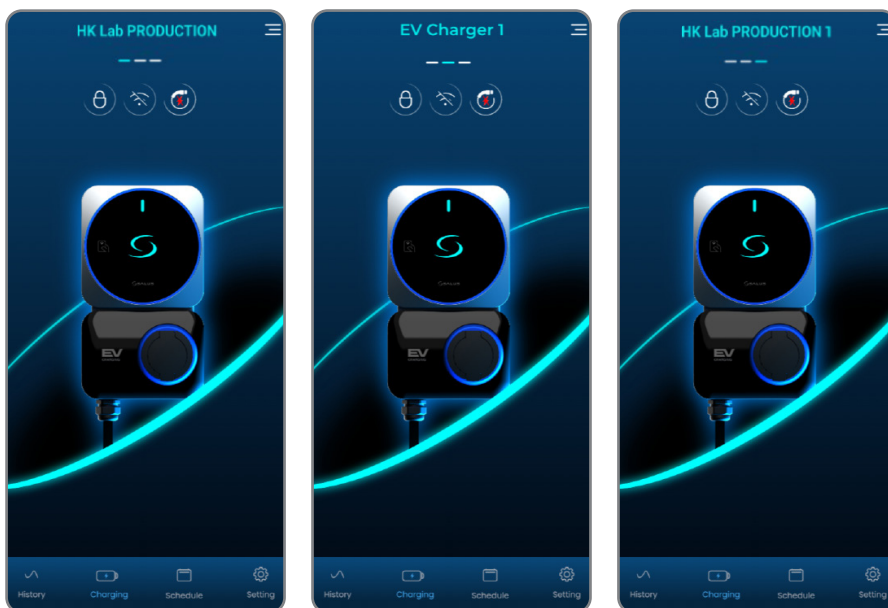 HK Lab PRODUCTION
EV
History
Charging
Schedule
Setting
EV Charger 1
EV
History
Charging
Schedule
Setting
HK Lab PRODUCTION 1
EV
History
Charging
Schedule
Setting